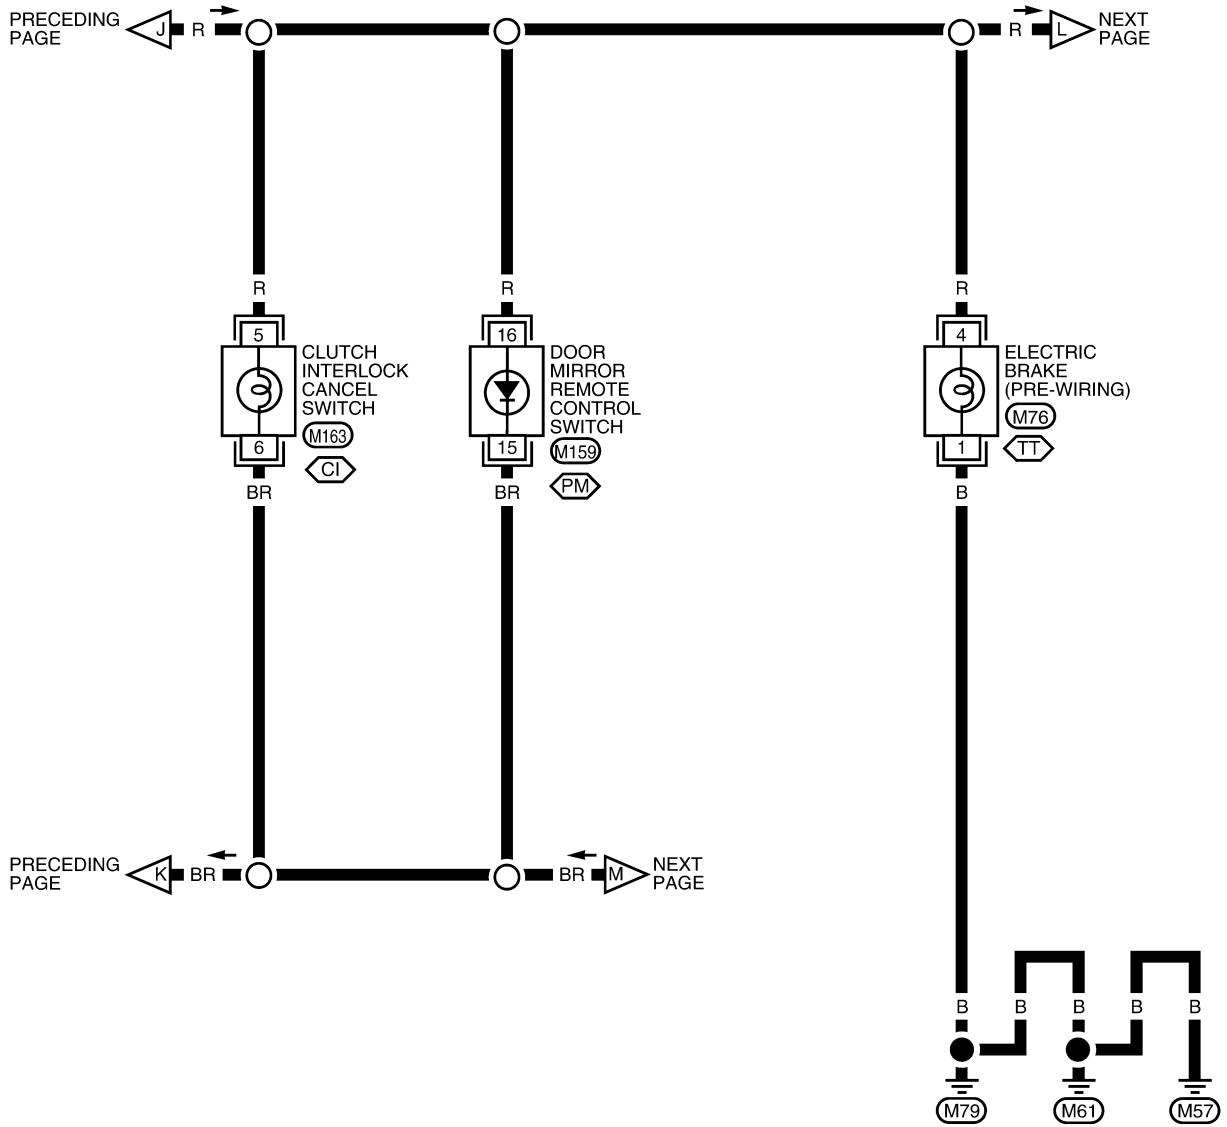 PRECEDING
PAGE
J
R
R
L
NEXT
PAGE
R
R
R
5
CLUTCH
INTERLOCK
CANCEL
SWITCH
M163
CI
6
BR
16
DOOR
MIRROR
REMOTE
CONTROL
SWITCH
M159
PM
15
BR
4
ELECTRIC
BRAKE
(PRE-WIRING)
M76
TT
1
B
PRECEDING
PAGE
K
BR
BR
M
NEXT
PAGE
B
B
B
B
B
M79
M61
M57